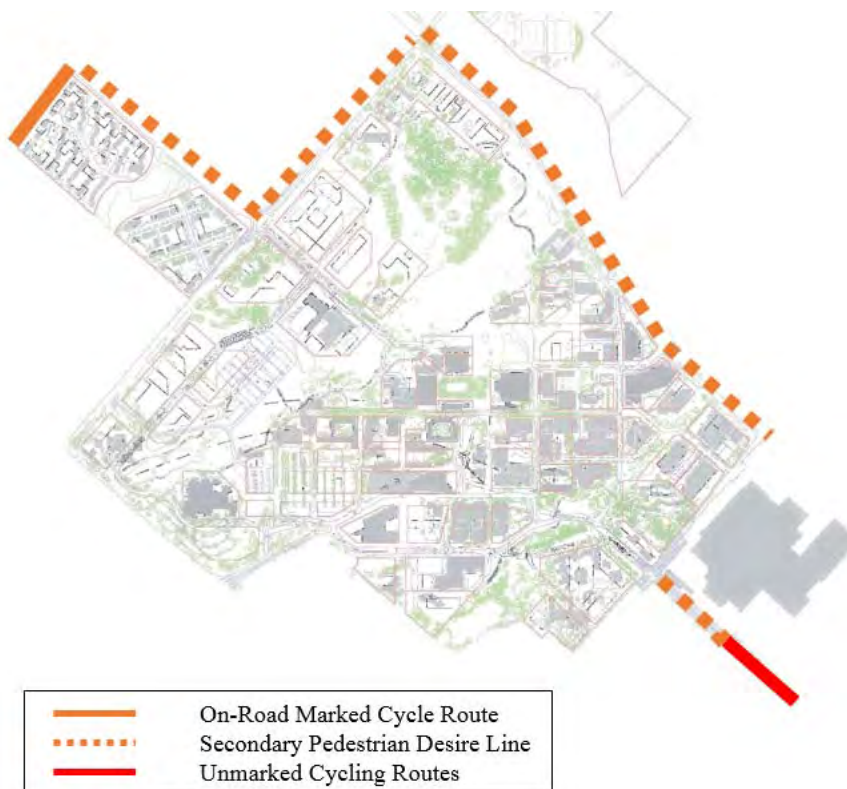 On-Road Marked Cycle Route
Secondary Pedestrian Desire Line
Unmarked Cycling Routes